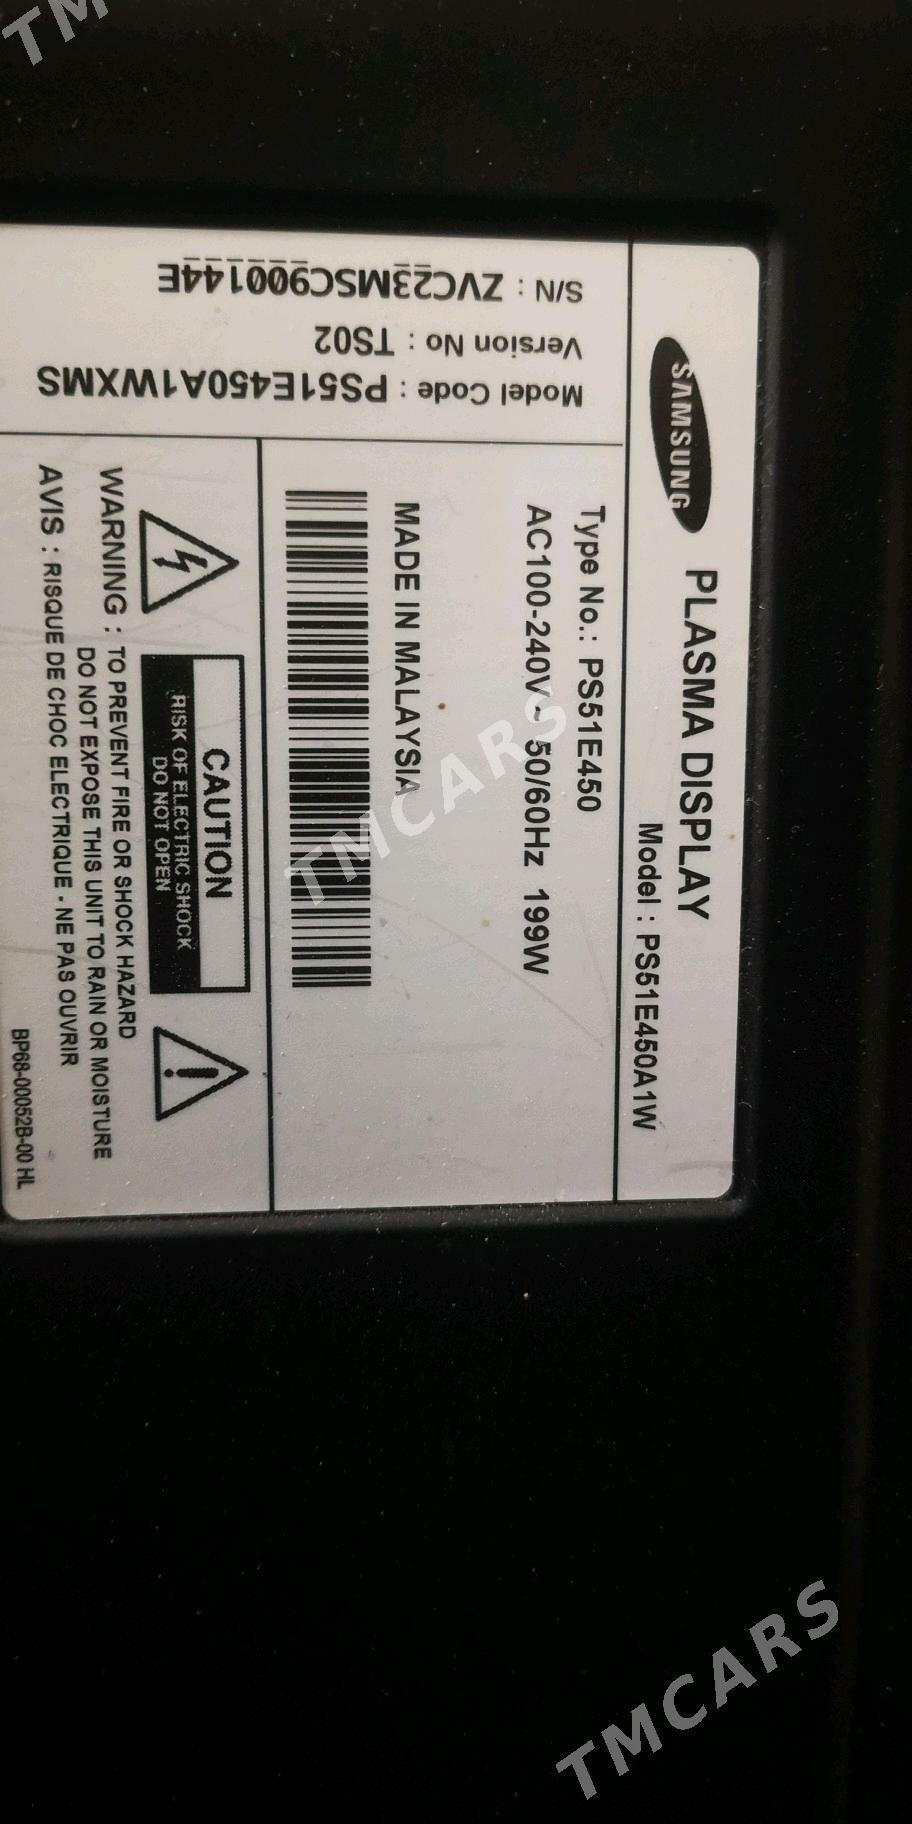 SAMSUNG
PLASMA DISPLAY
Model : PS51E450A1W
Type No.: PS51E450
AC100-240V~ 50/60Hz 199W
MADE IN MALAYSIA
Model Code : PS51E450A1WXMS
Version No : TS02
S/N : ZVC23MSC900144E
CAUTION
RISK OF ELECTRIC SHOCK
DO NOT OPEN
WARNING : TO PREVENT FIRE OR SHOCK HAZARD
DO NOT EXPOSE THIS UNIT TO RAIN OR MOISTURE
AVIS : RISQUE DE CHOC ELECTRIQUE - NE PAS OUVRIR
BP68-00052B-00 HL
TM
TMCARS
TMCARS